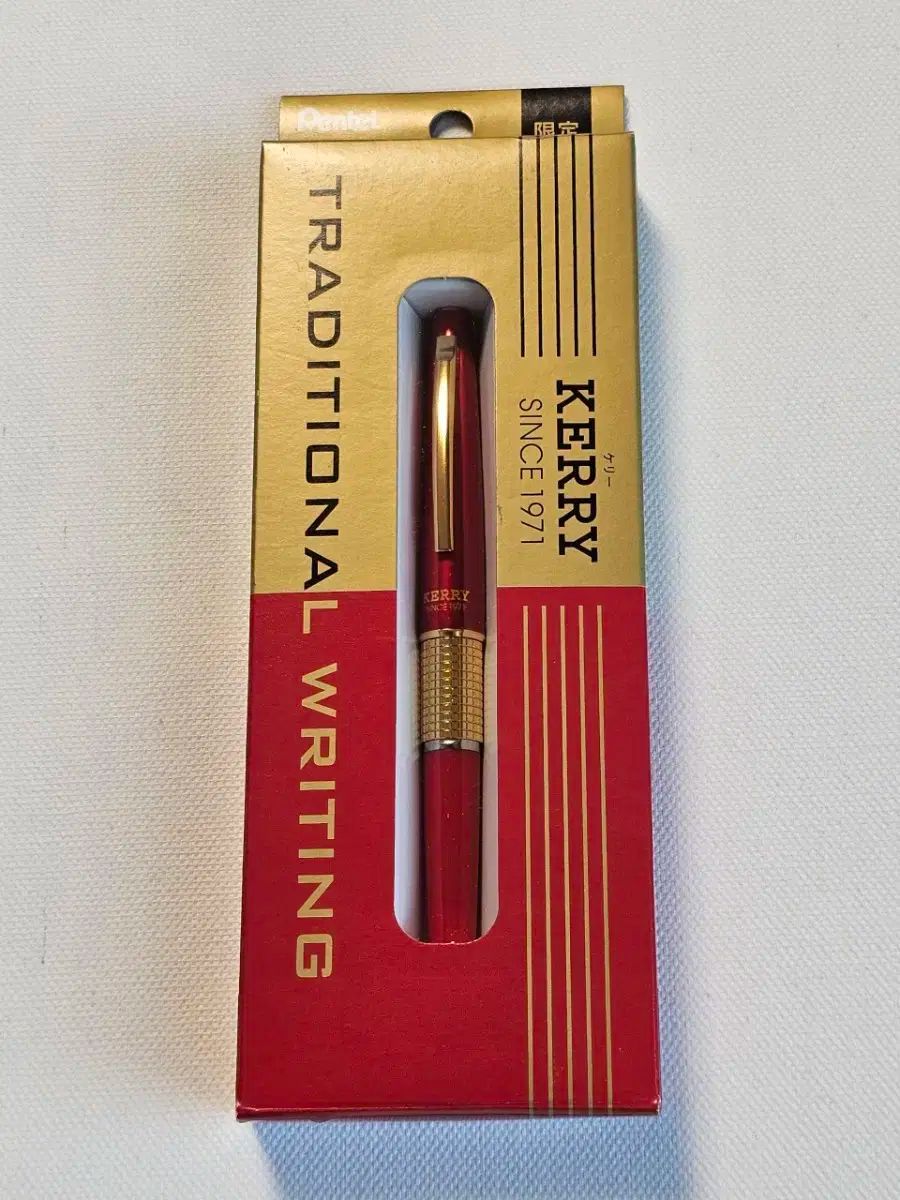 Pentel
限定
TRADITIONAL WRITING
KERRY
ケリー
SINCE 1971
KERRY
SINCE 1971